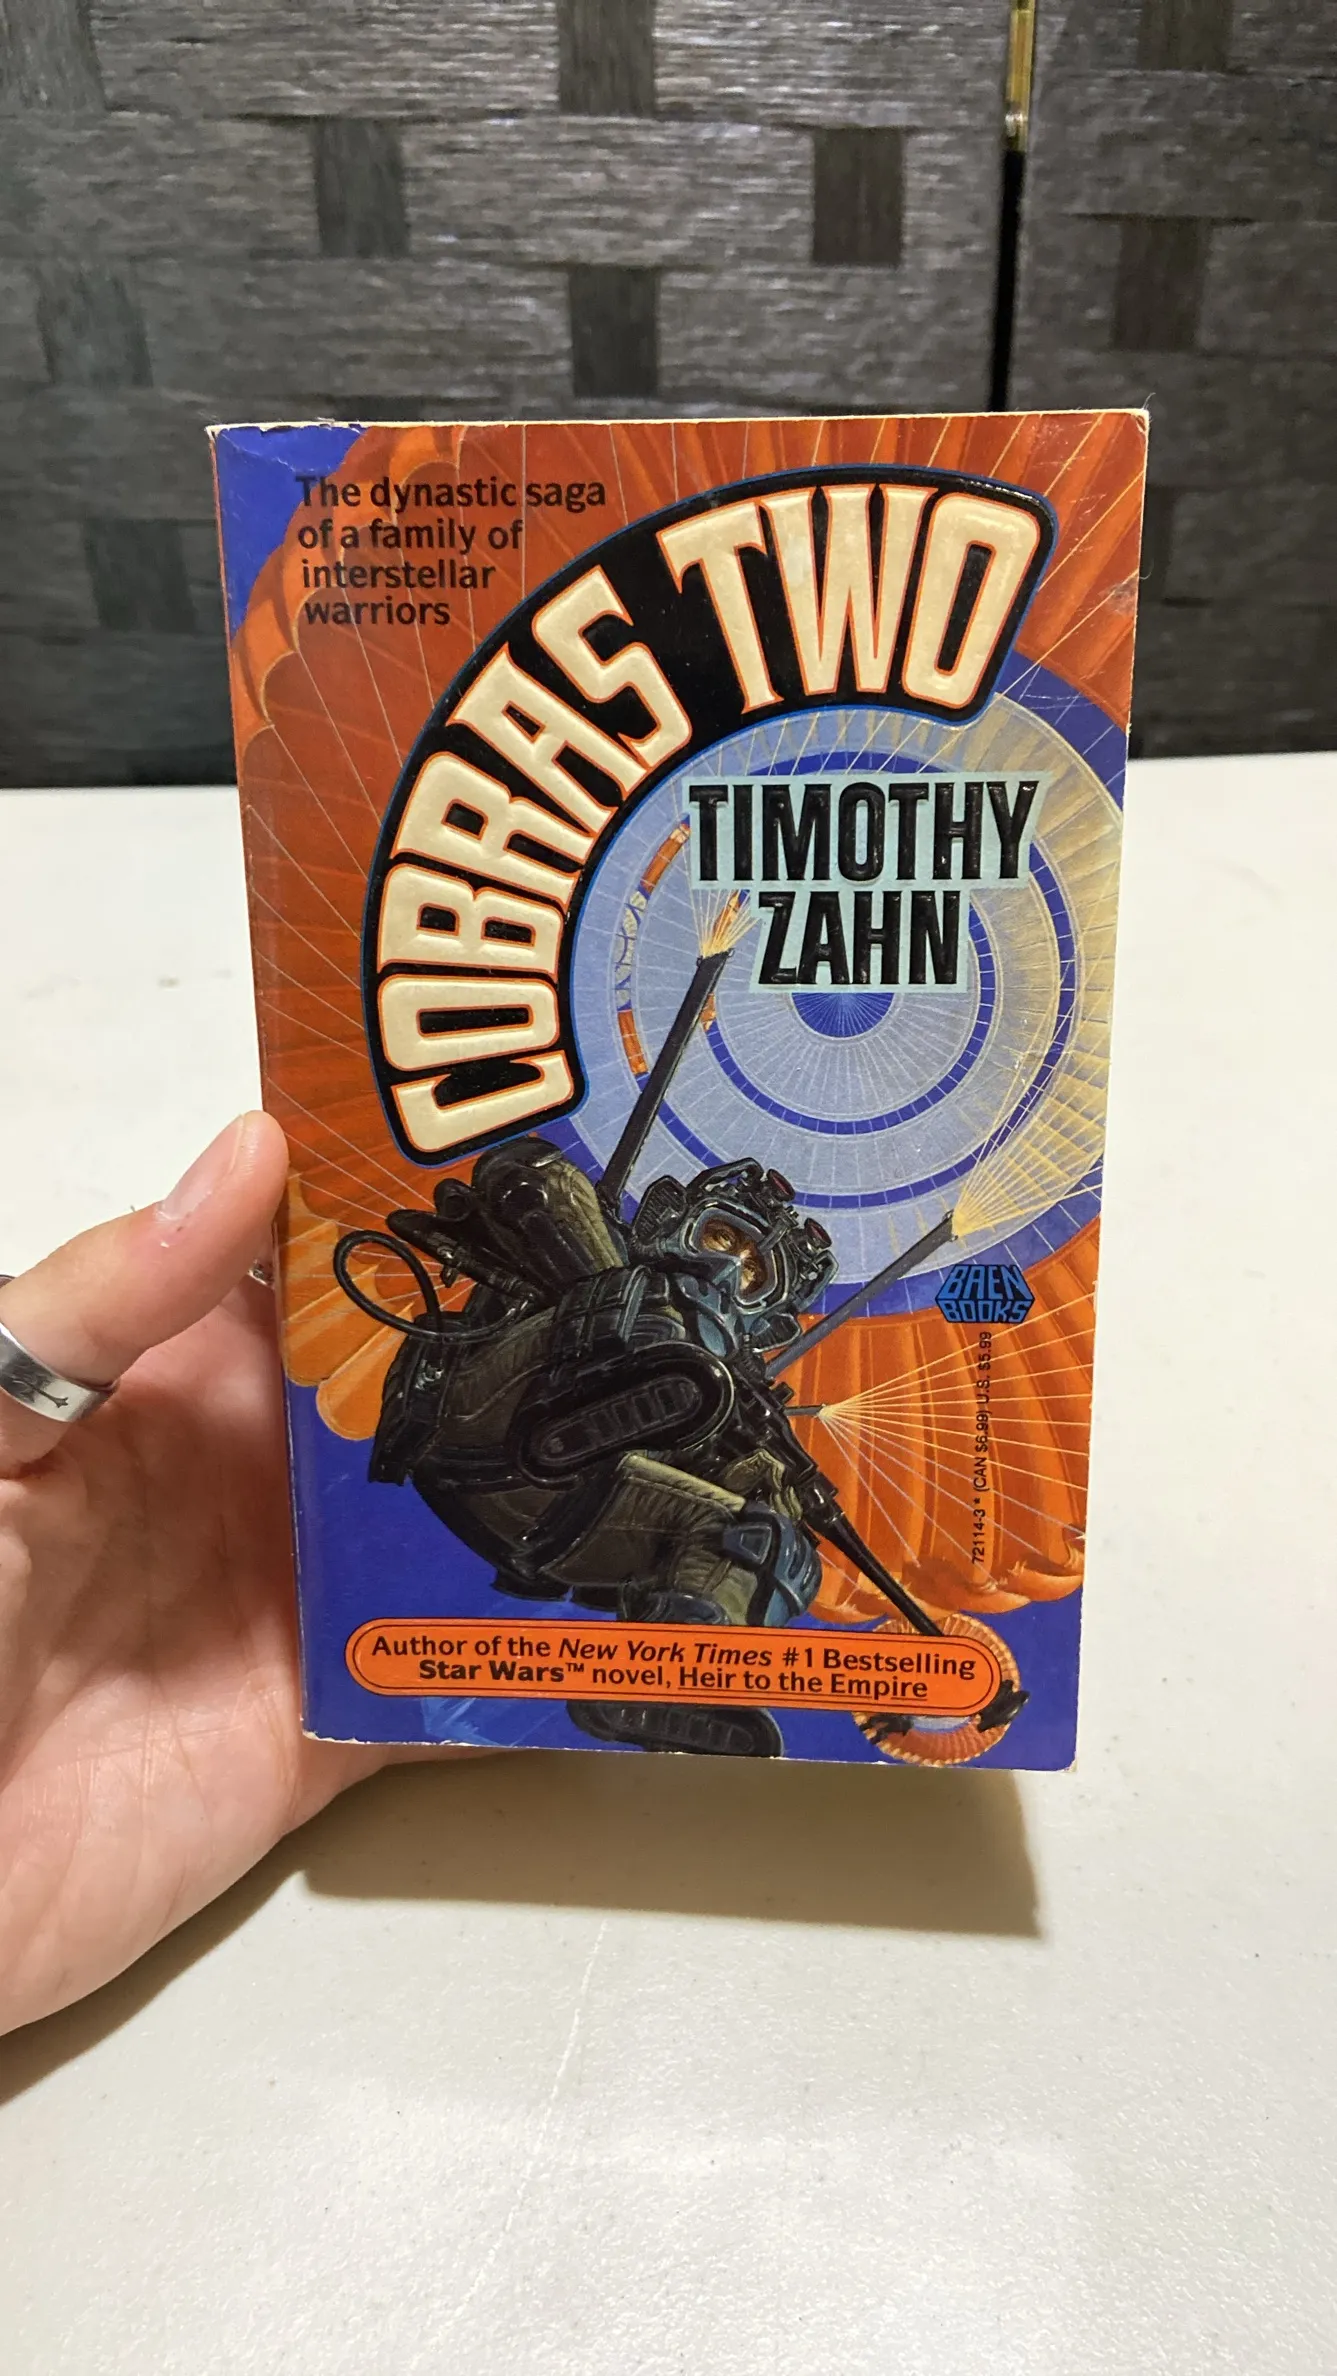 The dynastic saga
of a family of
interstellar
warriors
COBRAS TWO
TIMOTHY
ZAHN
BAEN
BOOKS
72114-3 * (CAN $6.99) U.S. $5.99
Author of the New York Times #1 Bestselling
Star Wars™ novel, Heir to the Empire